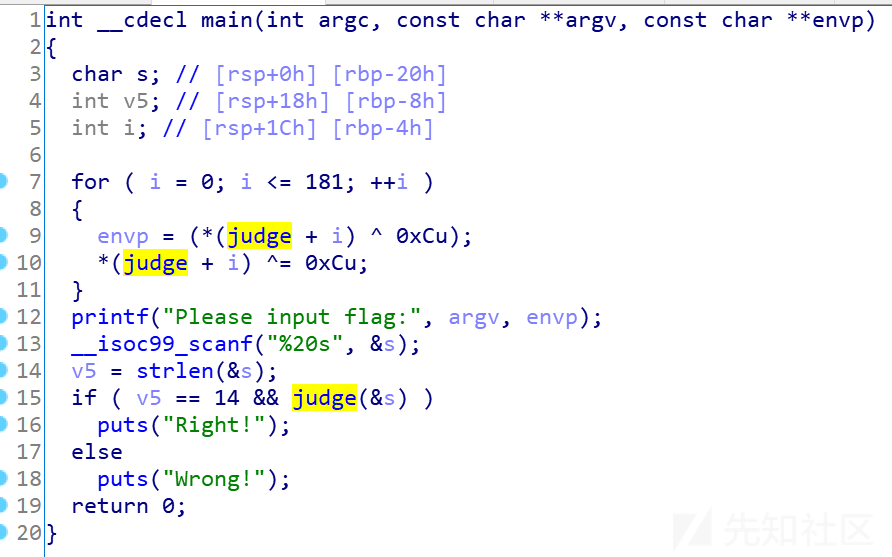 1 int __cdecl main(int argc, const char **argv, const char **envp)
2 {
3   char s; // [rsp+0h] [rbp-20h]
4   int v5; // [rsp+18h] [rbp-8h]
5   int i; // [rsp+1Ch] [rbp-4h]
6
7   for ( i = 0; i <= 181; ++i )
8   {
9     envp = (*(judge + i) ^ 0xCu);
10     *(judge + i) ^= 0xCu;
11   }
12   printf("Please input flag:", argv, envp);
13   __isoc99_scanf("%20s", &s);
14   v5 = strlen(&s);
15   if ( v5 == 14 && judge(&s) )
16     puts("Right!");
17   else
18     puts("Wrong!");
19   return 0;
20 }
先知社区